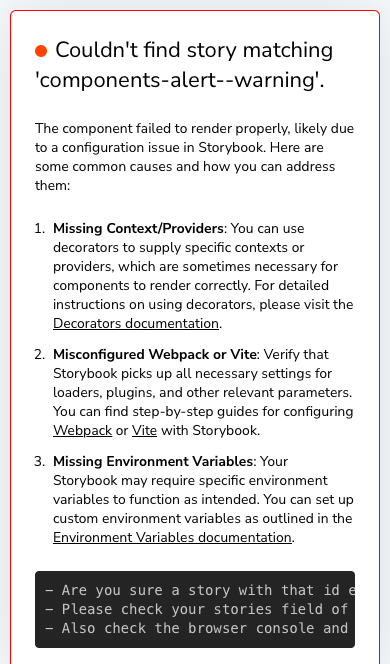 Couldn't find story matching
'components-alert--warning'.
The component failed to render properly, likely due
to a configuration issue in Storybook. Here are
some common causes and how you can address
them:
1. Missing Context/Providers: You can use
decorators to supply specific contexts or
providers, which are sometimes necessary for
components to render correctly. For detailed
instructions on using decorators, please visit the
Decorators documentation.
2. Misconfigured Webpack or Vite: Verify that
Storybook picks up all necessary settings for
loaders, plugins, and other relevant parameters.
You can find step-by-step guides for configuring
Webpack or Vite with Storybook.
3. Missing Environment Variables: Your
Storybook may require specific environment
variables to function as intended. You can set up
custom environment variables as outlined in the
Environment Variables documentation.
– Are you sure a story with that id
– Please check your stories field of
– Also check the browser console and